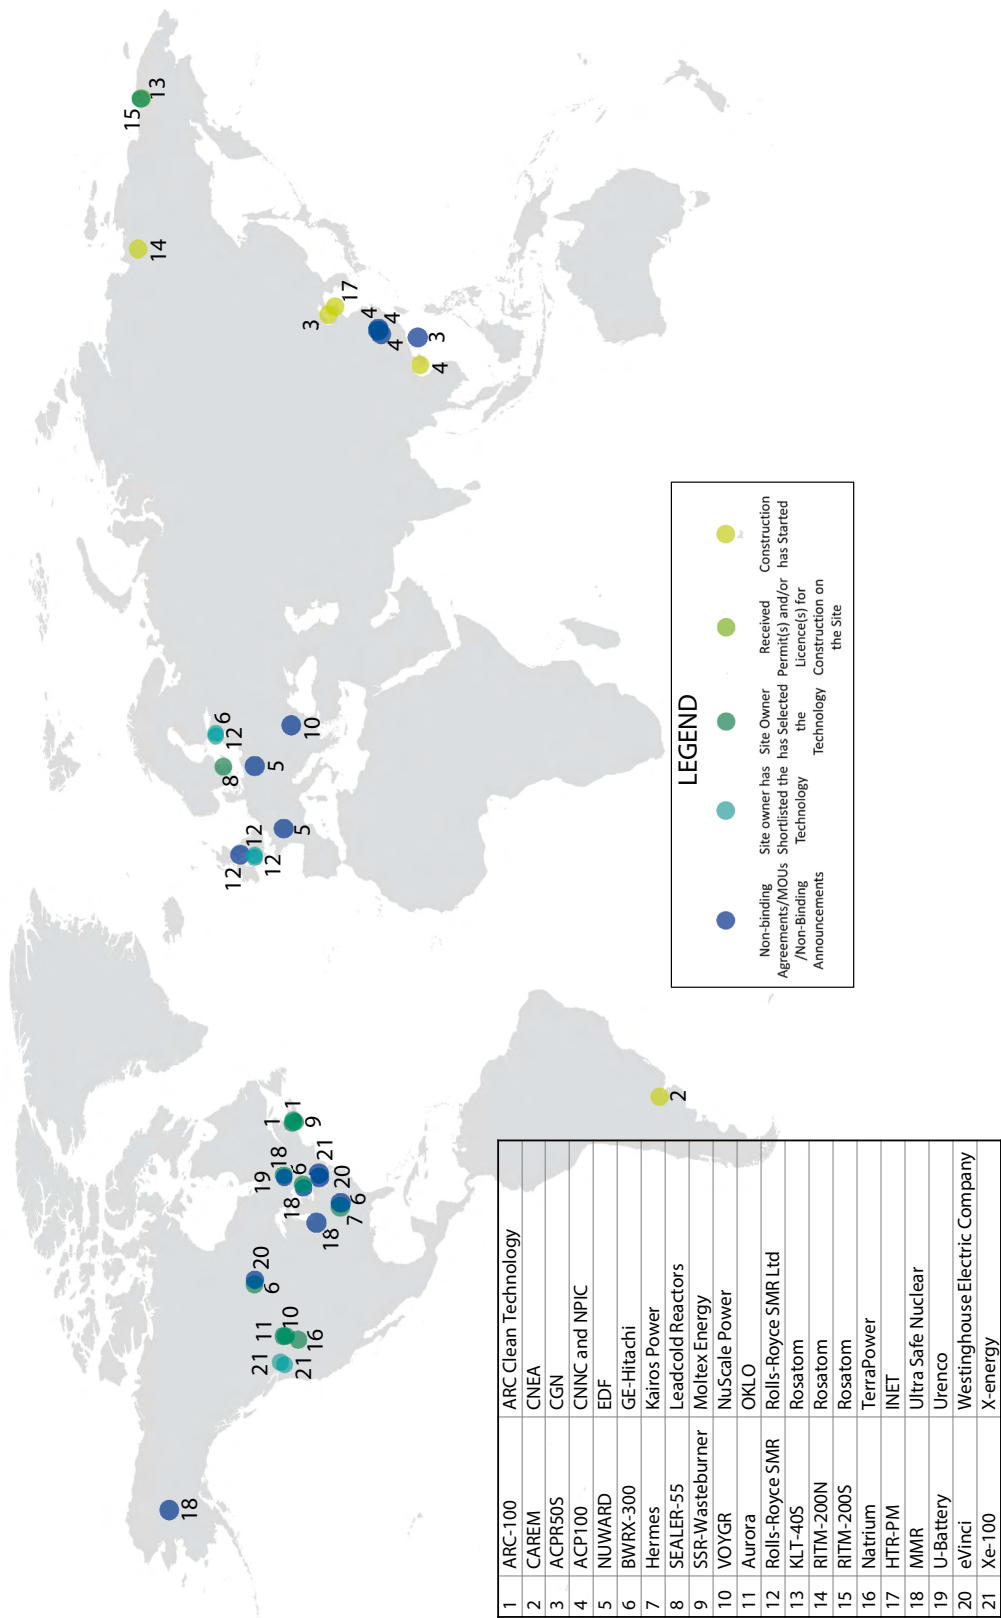 18
21
21
11
10
16
6
20
18
7
6
18
6
19
18
20
21
1
1
9
2
12
12
12
5
8
5
12
6
10
14
15
13
3
17
4
4
4
3
4
1 ARC-100 ARC Clean Technology
2 CAREM CNEA
3 ACPR50S CGN
4 ACP100 CNNC and NPIC
5 NUWARD EDF
6 BWRX-300 GE-Hitachi
7 Hermes Kairos Power
8 SEALER-55 Leadcold Reactors
9 SSR-Wasteburner Moltex Energy
10 VOYGR NuScale Power
11 Aurora OKLO
12 Rolls-Royce SMR Rolls-Royce SMR Ltd
13 KLT-40S Rosatom
14 RITM-200N Rosatom
15 RITM-200S Rosatom
16 Natrium TerraPower
17 HTR-PM INET
18 MMR Ultra Safe Nuclear
19 U-Battery Urenco
20 eVinci Westinghouse Electric Company
21 Xe-100 X-energy
LEGEND
Non-binding
Agreements/MOUs
/Non-Binding
Announcements
Site owner has
Shortlisted the
Technology
Site Owner
has Selected
the
Technology
Received
Permit(s) and/or
Licence(s) for
Construction on
the Site
Construction
has Started